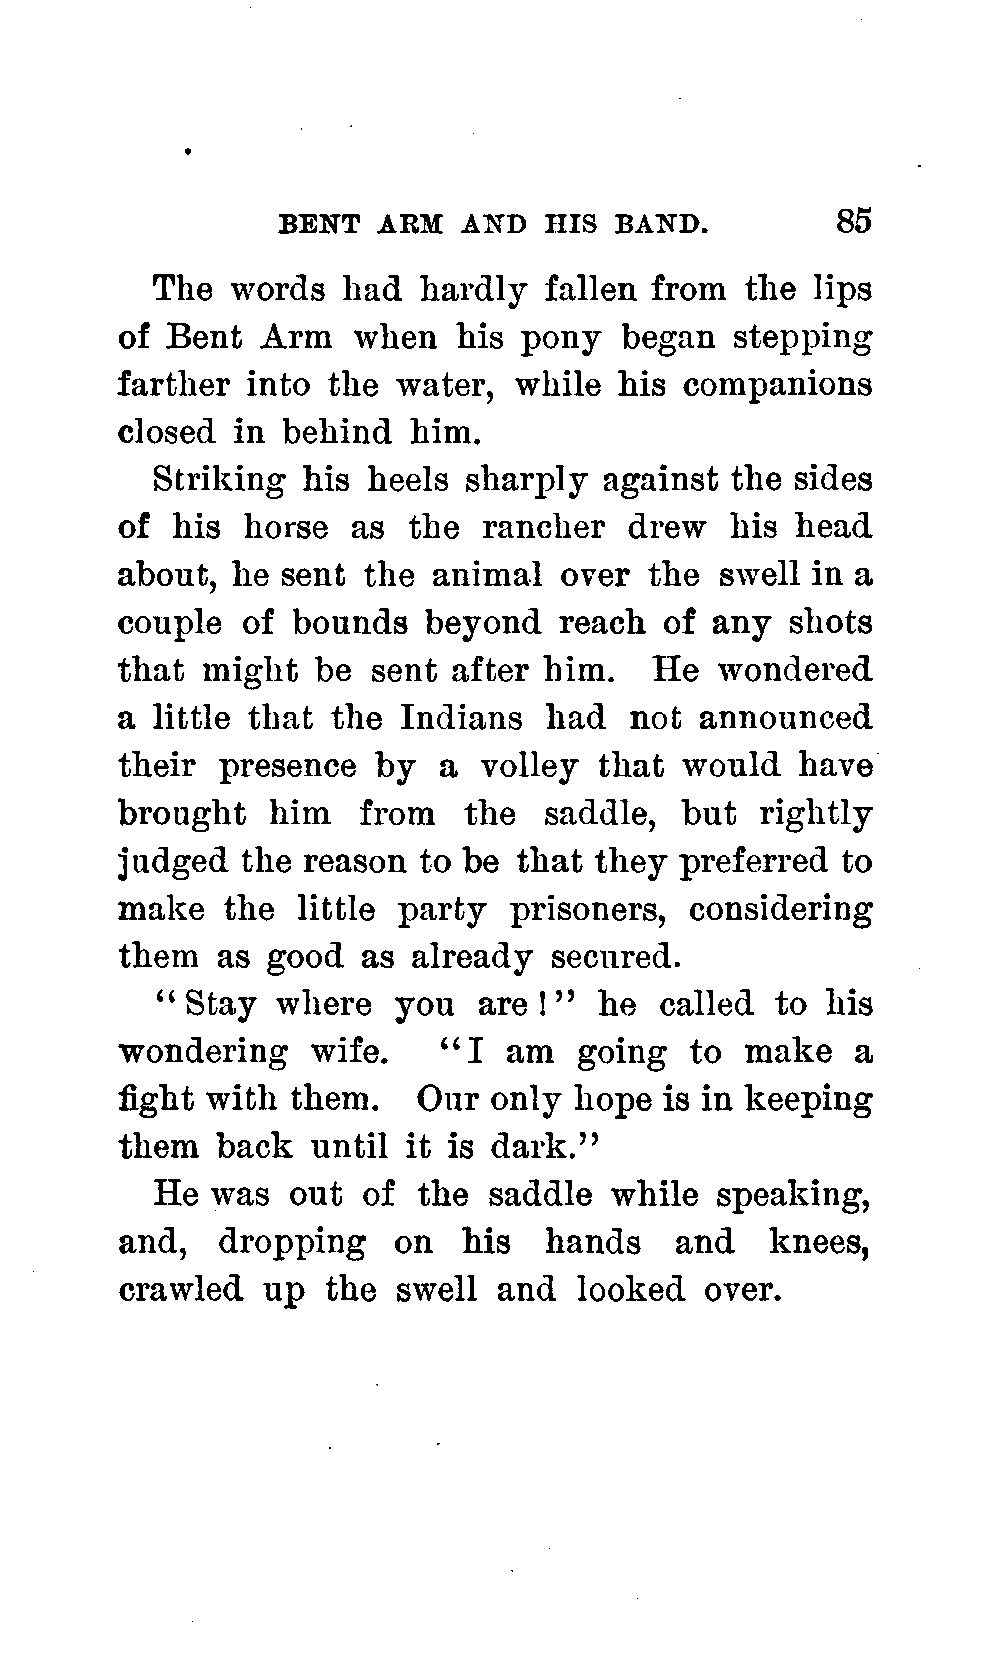 BENT ARM AND HIS BAND. 85
The words had hardly fallen from the lips
of Bent Arm when his pony began stepping
farther into the water, while his companions
closed in behind him.
Striking his heels sharply against the sides
of his horse as the rancher drew his head
about, he sent the animal over the swell in a
couple of bounds beyond reach of any shots
that might be sent after him. He wondered
a little that the Indians had not announced
their presence by a volley that would have
brought him from the saddle, but rightly
judged the reason to be that they preferred to
make the little party prisoners, considering
them as good as already secured.
“Stay where you are!” he called to his
wondering wife. “I am going to make a
fight with them. Our only hope is in keeping
them back until it is dark.”
He was out of the saddle while speaking,
and, dropping on his hands and knees,
crawled up the swell and looked over.